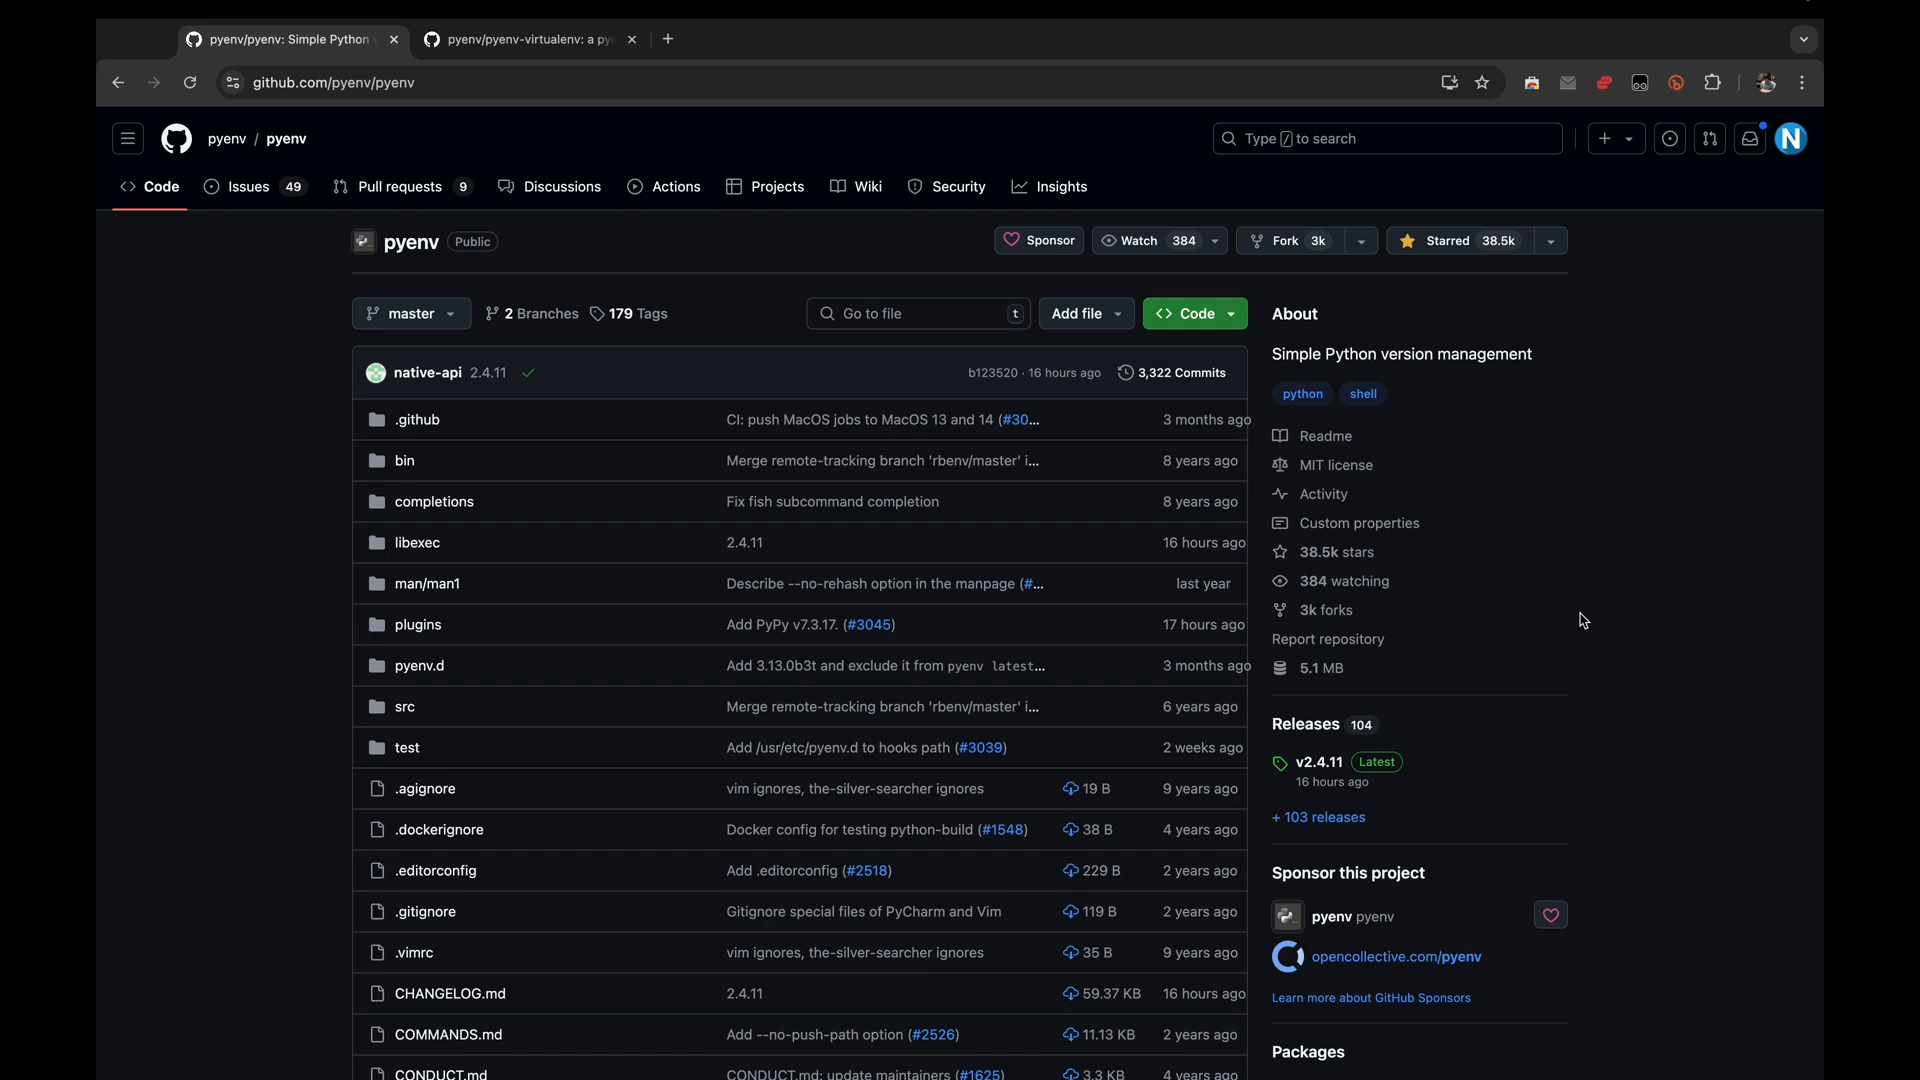 pyenv/pyenv: Simple Python
pyenv/pyenv-virtualenv: a py
github.com/pyenv/pyenv
pyenv / pyenv
Type / to search
N
Code
Issues 49
Pull requests 9
Discussions
Actions
Projects
Wiki
Security
Insights
pyenv Public
Sponsor
Watch 384
Fork 3k
Starred 38.5k
master
2 Branches
179 Tags
Go to file t
Add file
Code
native-api 2.4.11
b123520 · 16 hours ago
3,322 Commits
.github CI: push MacOS jobs to MacOS 13 and 14 (#30... 3 months ago
bin Merge remote-tracking branch 'rbenv/master' i... 8 years ago
completions Fix fish subcommand completion 8 years ago
libexec 2.4.11 16 hours ago
man/man1 Describe --no-rehash option in the manpage (#... last year
plugins Add PyPy v7.3.17. (#3045) 17 hours ago
pyenv.d Add 3.13.0b3t and exclude it from pyenv latest... 3 months ago
src Merge remote-tracking branch 'rbenv/master' i... 6 years ago
test Add /usr/etc/pyenv.d to hooks path (#3039) 2 weeks ago
.agignore vim ignores, the-silver-searcher ignores 19 B 9 years ago
.dockerignore Docker config for testing python-build (#1548) 38 B 4 years ago
.editorconfig Add .editorconfig (#2518) 229 B 2 years ago
.gitignore Gitignore special files of PyCharm and Vim 119 B 2 years ago
.vimrc vim ignores, the-silver-searcher ignores 35 B 9 years ago
CHANGELOG.md 2.4.11 59.37 KB 16 hours ago
COMMANDS.md Add --no-push-path option (#2526) 11.13 KB 2 years ago
CONDUCT.md CONDUCT.md: update maintainers (#1625) 3.3 KB 4 years ago
About
Simple Python version management
python shell
Readme
MIT license
Activity
Custom properties
38.5k stars
384 watching
3k forks
Report repository
5.1 MB
Releases 104
v2.4.11 Latest
16 hours ago
+ 103 releases
Sponsor this project
pyenv pyenv
opencollective.com/pyenv
Learn more about GitHub Sponsors
Packages